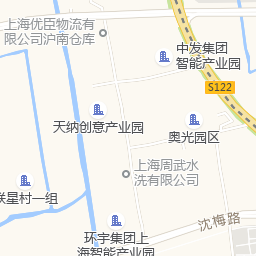 上海优臣物流有
限公司沪南仓库
中发集团
智能产业园
S122
天纳创意产业园
奥光园区
上海周武水
洗有限公司
联星村一组
沈梅路
环宇集团上
海智能产业园